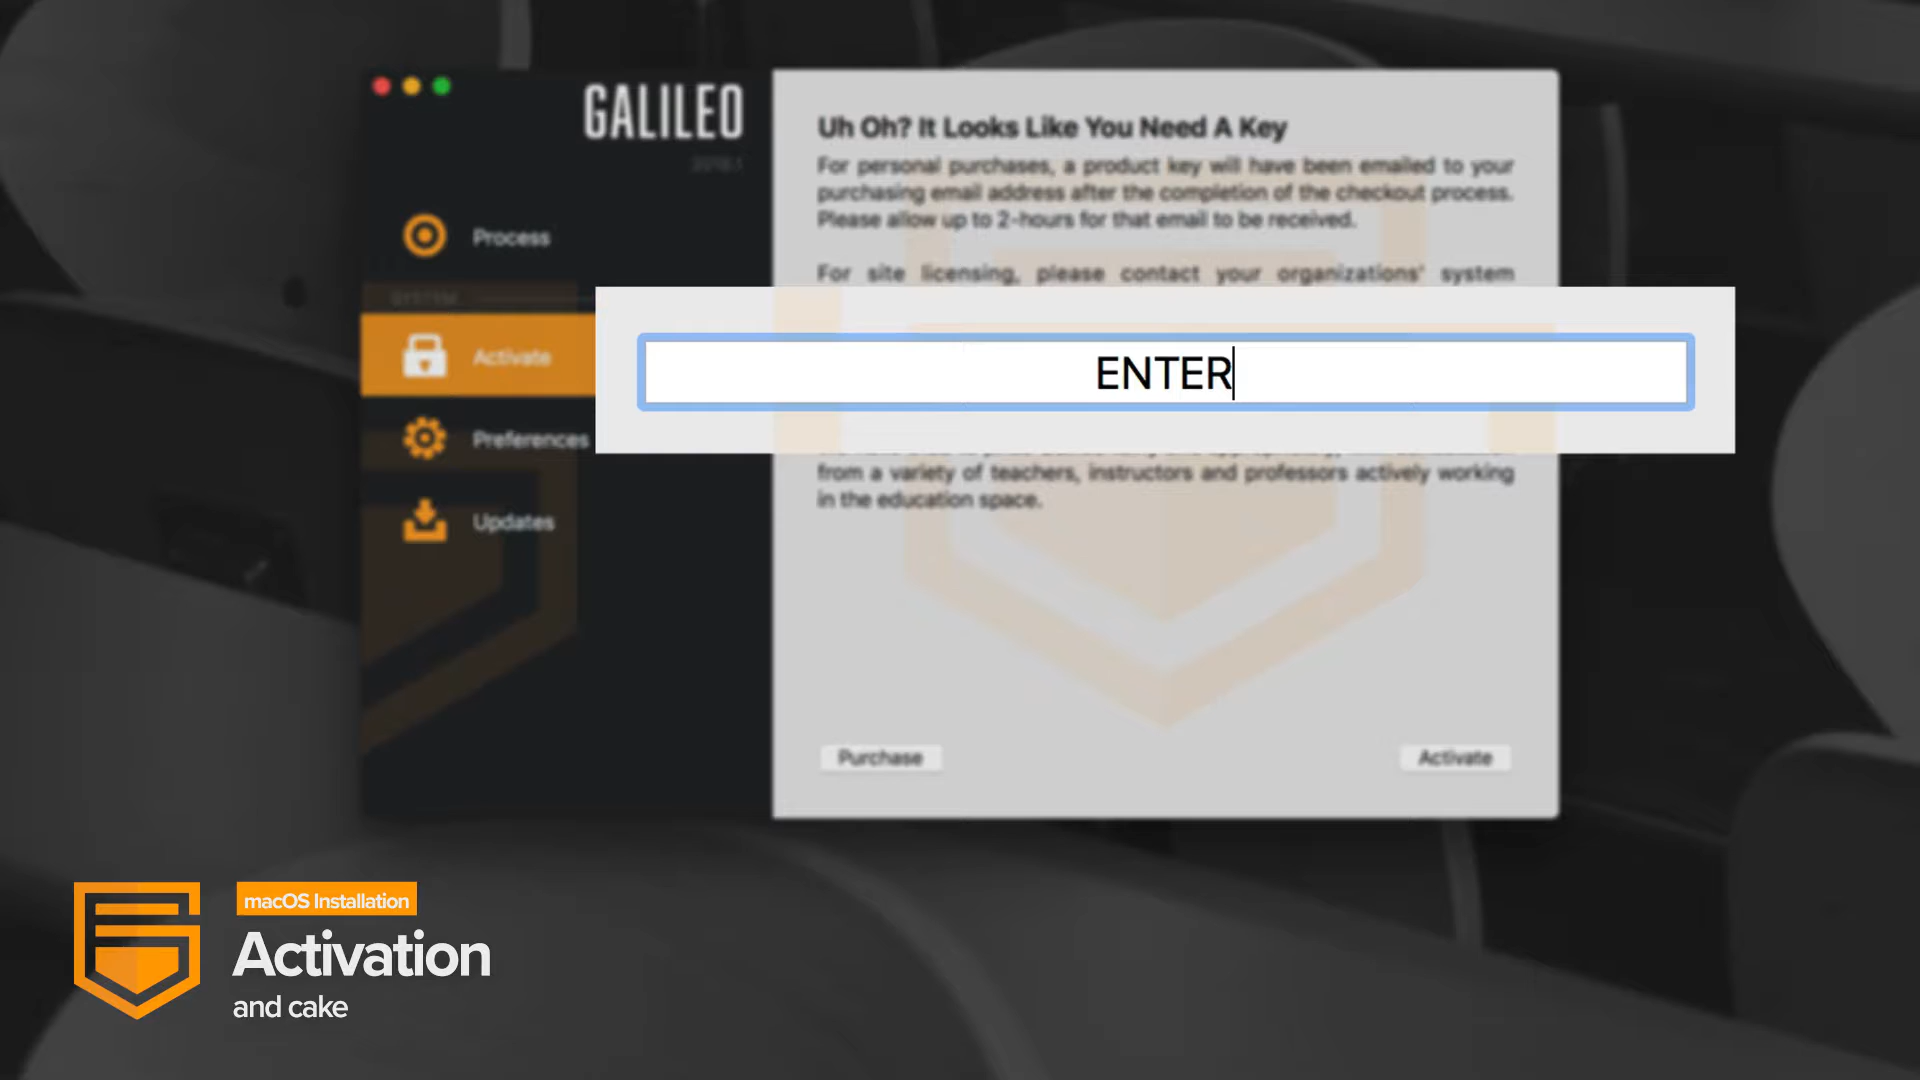 GALILEO
Process
SYSTEM
Activate
Preferences
Updates
Uh Oh? It Looks Like You Need A Key
For personal purchases, a product key will have been emailed to your
purchasing email address after the completion of the checkout process.
Please allow up to 2-hours for that email to be received.
For site licensing, please contact your organizations' system
ENTER
from a variety of teachers, instructors and professors actively working
in the education space.
Purchase
Activate
macOS Installation
Activation
and cake